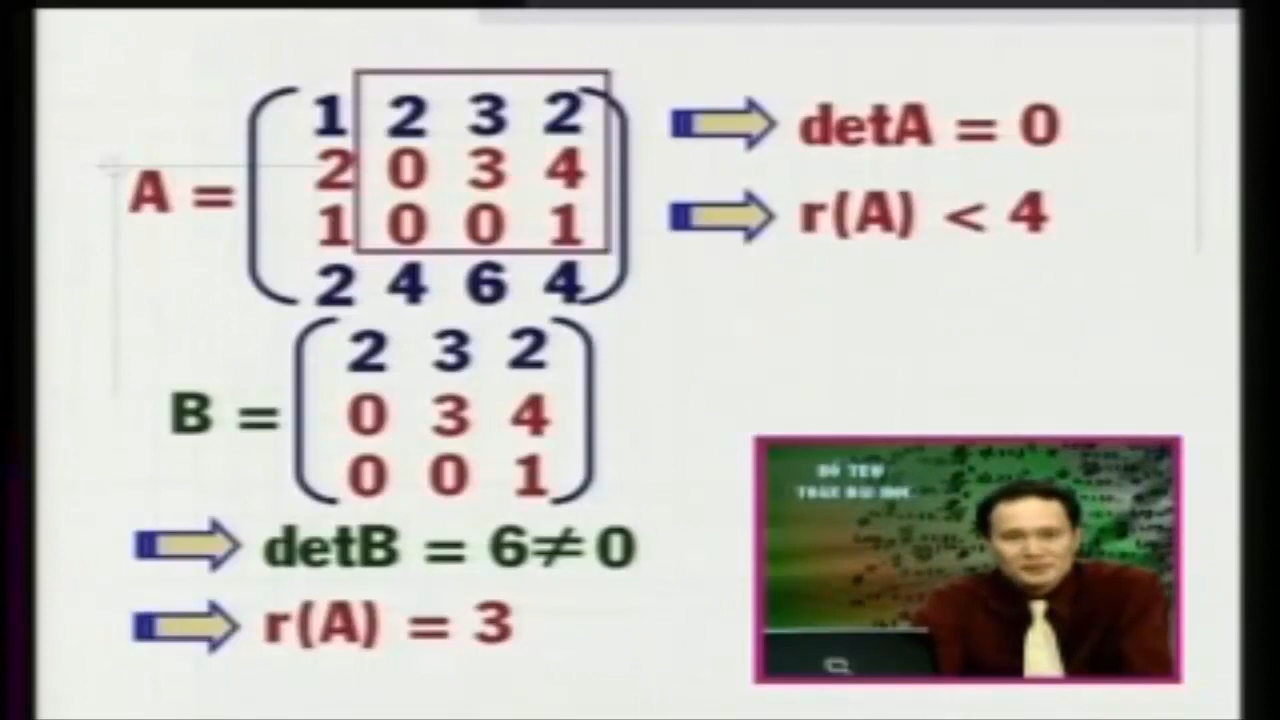 A =
1 2 3 2
2 0 3 4
1 0 0 1
2 4 6 4
detA = 0
r(A) < 4
B =
2 3 2
0 3 4
0 0 1
detB = 6≠0
r(A) = 3